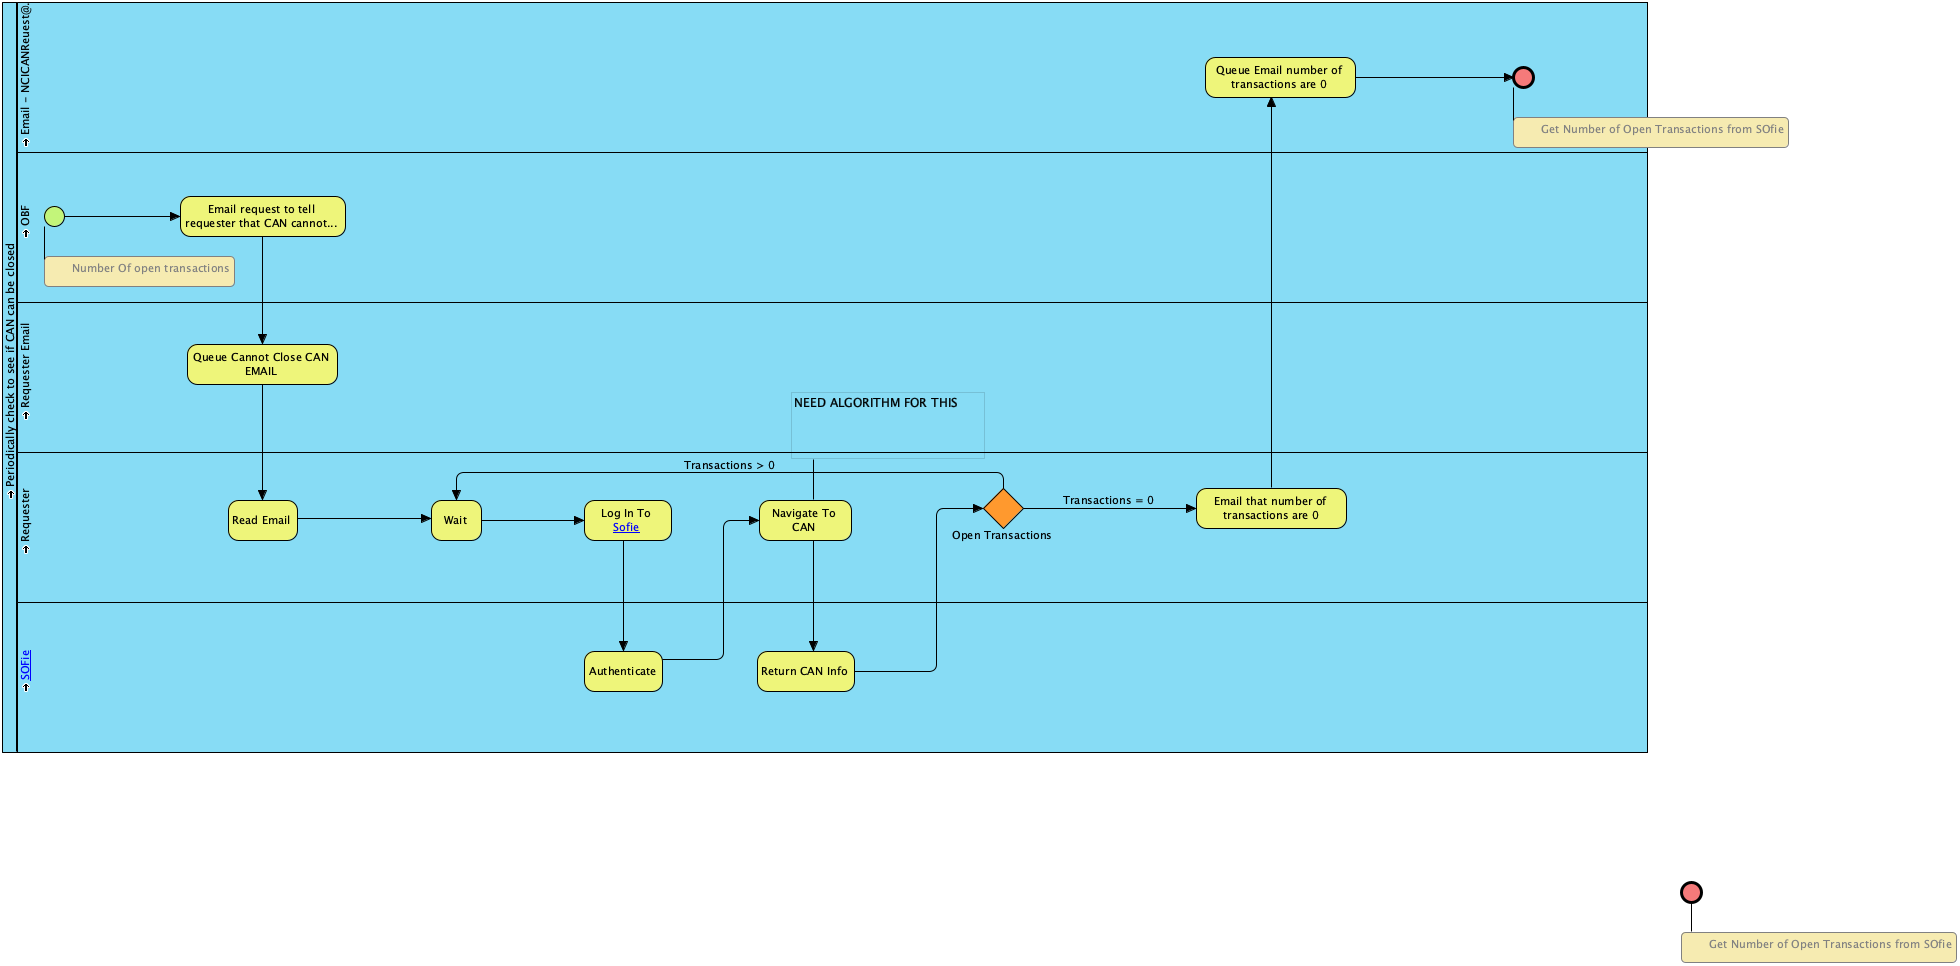 Periodically check to see if CAN can be closed
Email - NCICANReuest@.
Queue Email number of
transactions are 0
Get Number of Open Transactions from SOfie
OBF
Email request to tell
requester that CAN cannot...
Number Of open transactions
Requester Email
Queue Cannot Close CAN
EMAIL
NEED ALGORITHM FOR THIS
Requester
Transactions > 0
Read Email
Wait
Log In To
Sofie
Navigate To
CAN
Open Transactions
Transactions = 0
Email that number of
transactions are 0
SOFie
Authenticate
Return CAN Info
Get Number of Open Transactions from SOfie